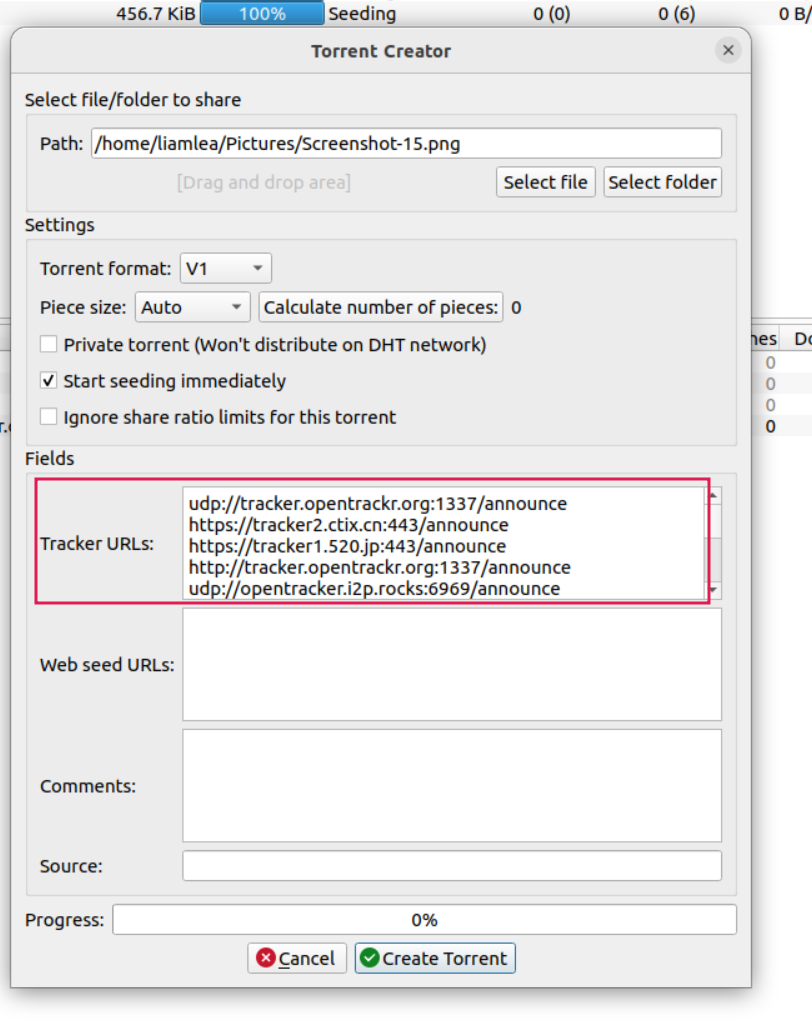 456.7 KiB 100% Seeding 0 (0) 0 (6) 0 B/
Torrent Creator
Select file/folder to share
Path: /home/liamlea/Pictures/Screenshot-15.png
[Drag and drop area] Select file Select folder
Settings
Torrent format: V1
Piece size: Auto Calculate number of pieces: 0
Private torrent (Won't distribute on DHT network)
Start seeding immediately
Ignore share ratio limits for this torrent
Fields
Tracker URLs:
udp://tracker.opentrackr.org:1337/announce
https://tracker2.ctix.cn:443/announce
https://tracker1.520.jp:443/announce
http://tracker.opentrackr.org:1337/announce
udp://opentracker.i2p.rocks:6969/announce
Web seed URLs:
Comments:
Source:
Progress: 0%
Cancel Create Torrent
0
0
0
0